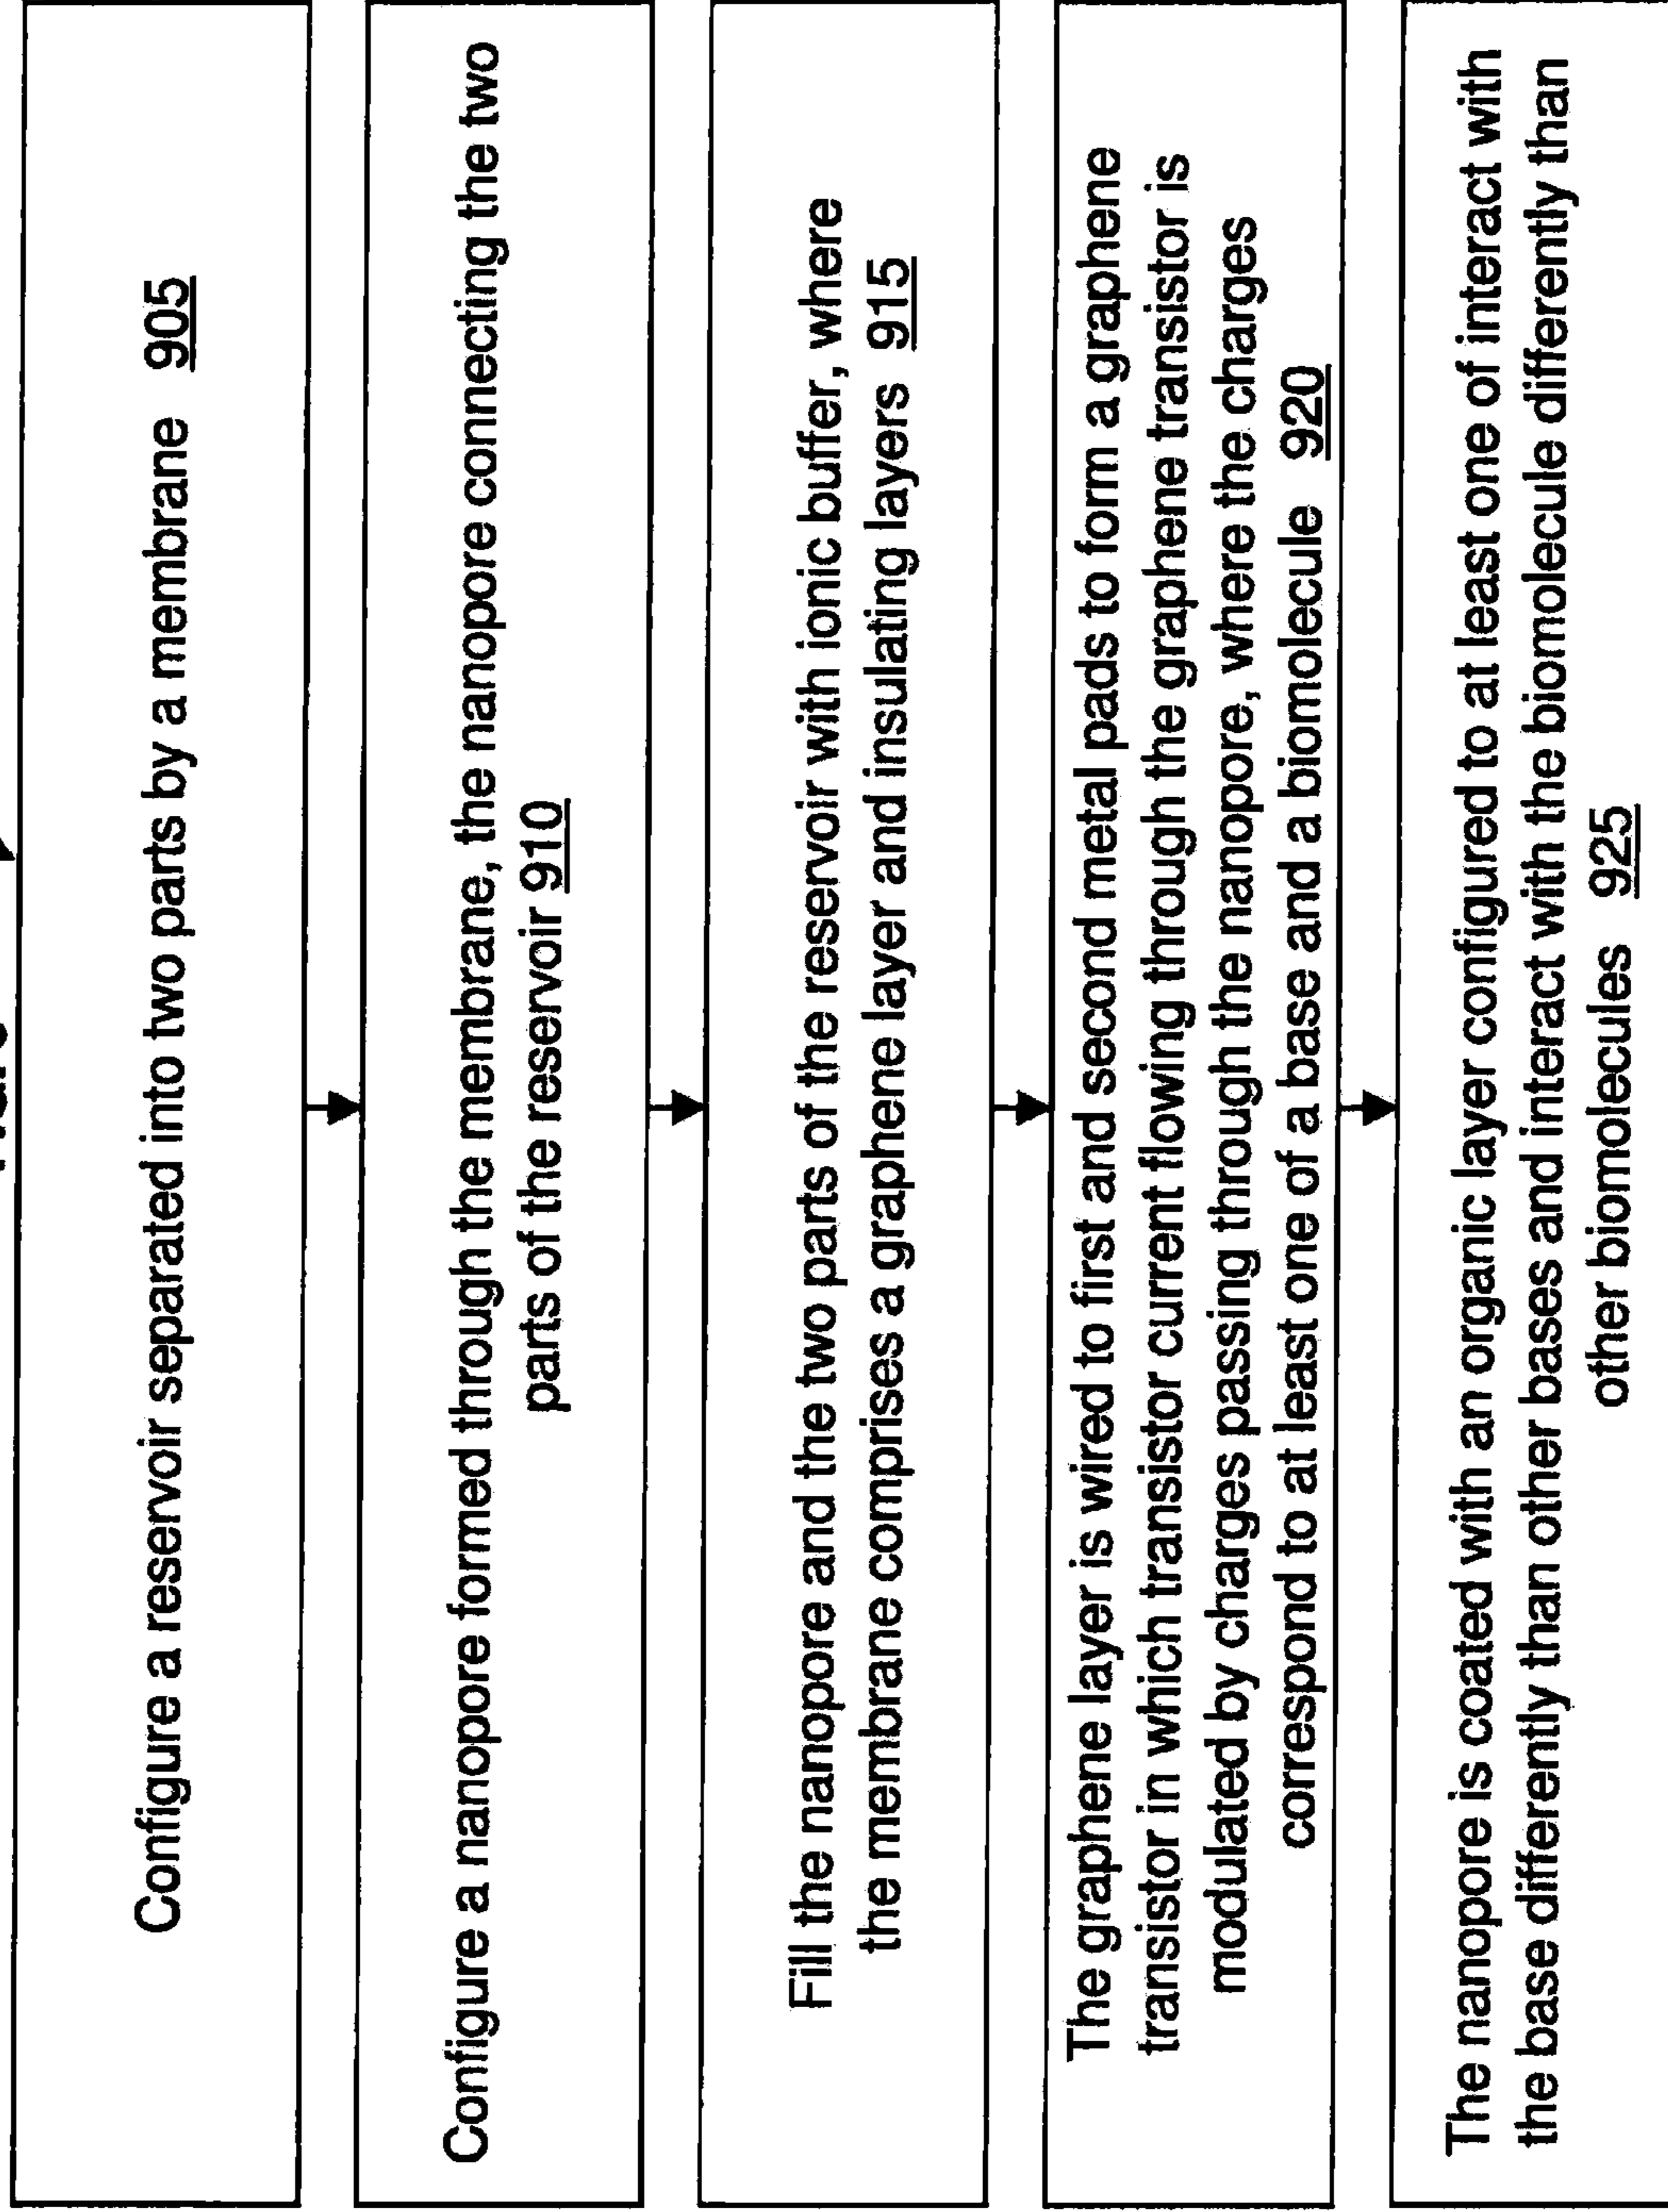 Configure a reservoir separated into two parts by a membrane 905
Configure a nanopore formed through the membrane, the nanopore connecting the two
parts of the reservoir 910
Fill the nanopore and the two parts of the reservoir with ionic buffer, where
the membrane comprises a graphene layer and insulating layers 915
The graphene layer is wired to first and second metal pads to form a graphene
transistor in which transistor current flowing through the graphene transistor is
modulated by charges passing through the nanopore, where the charges
correspond to at least one of a base and a biomolecule 920
The nanopore is coated with an organic layer configured to at least one of interact with
the base differently than other bases and interact with the biomolecule differently than
other biomolecules 925